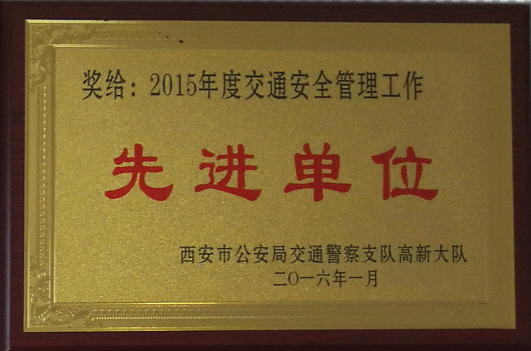 奖给：2015年度交通安全管理工作
先进单位
西安市公安局交通警察支队高新大队
二〇一六年一月